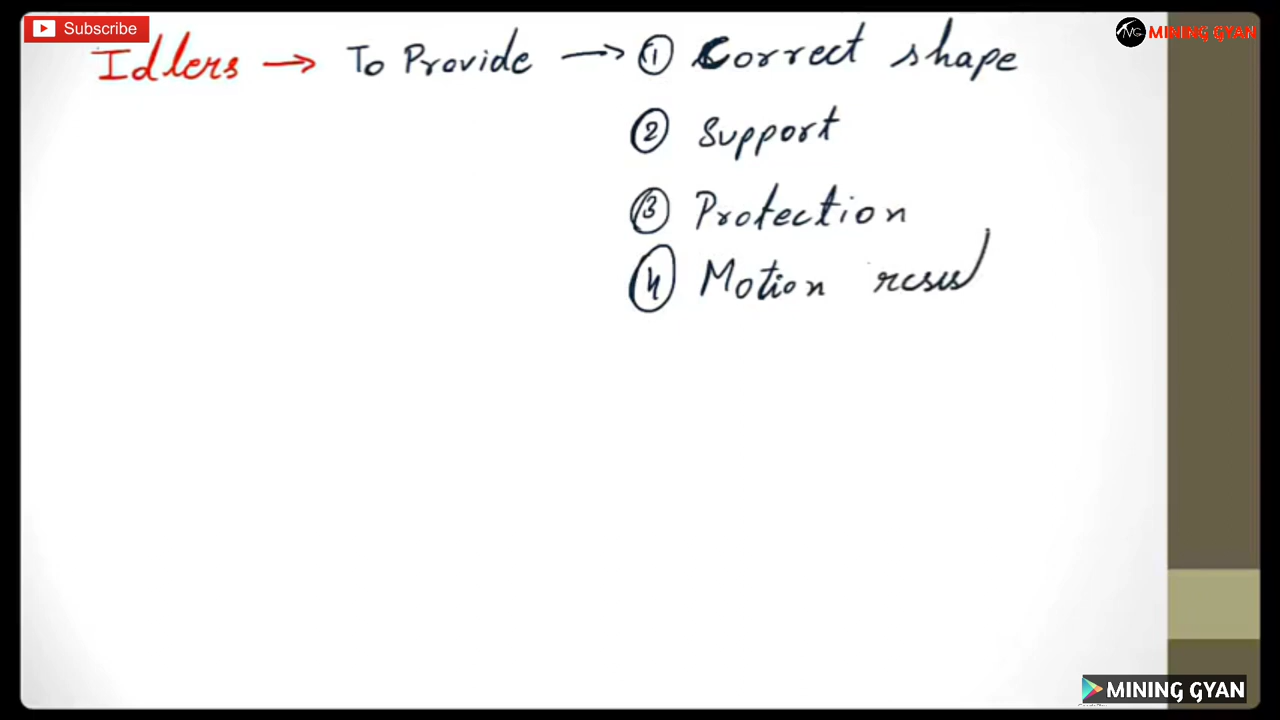 Subscribe
MINING GYAN
Idlers → To Provide → ① Correct shape
② Support
③ Protection
④ Motion
MINING GYAN